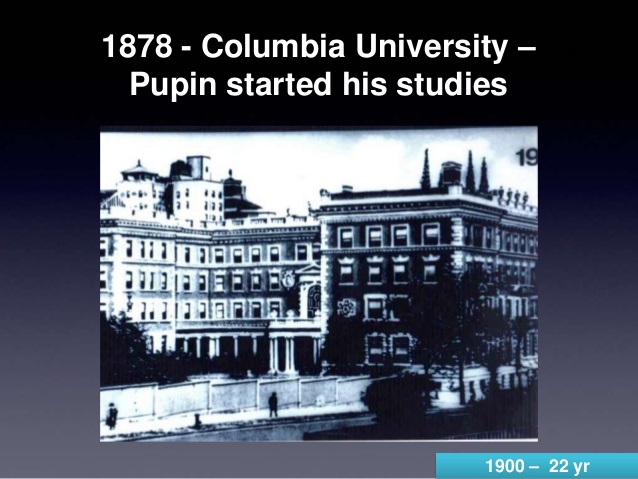 1878 - Columbia University –
Pupin started his studies
19
1900 – 22 yr